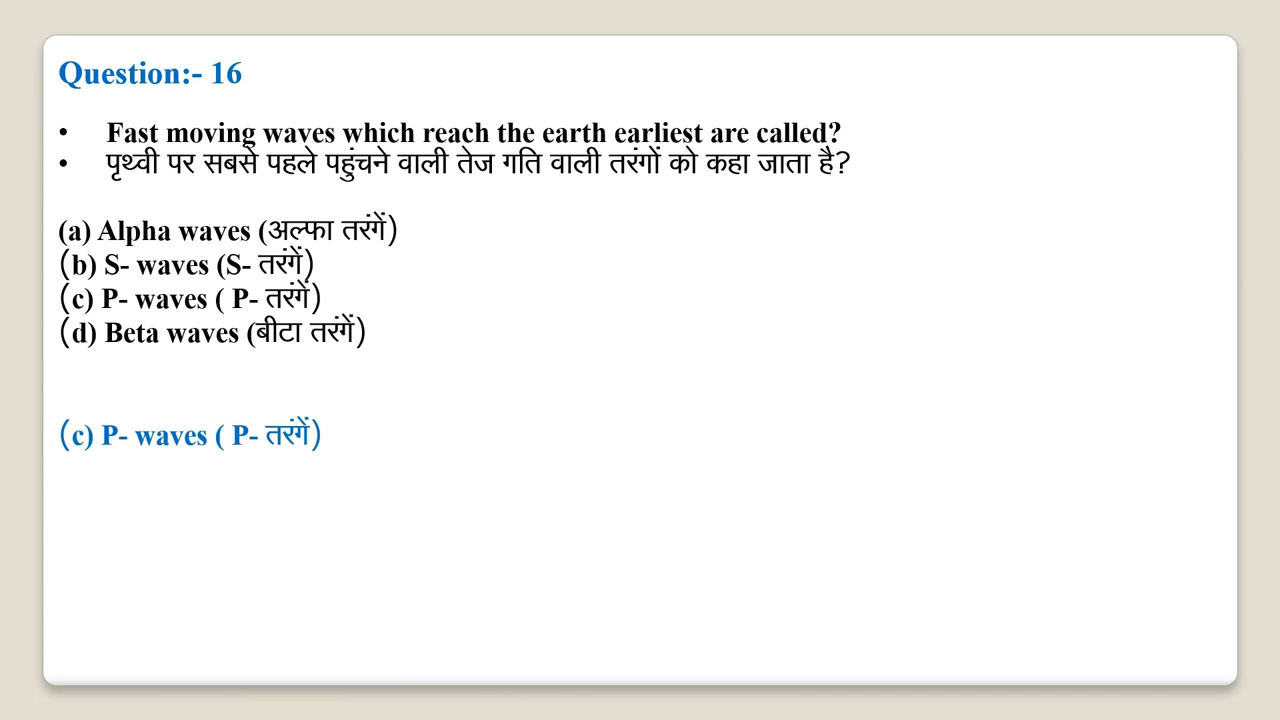 Question:- 16
• Fast moving waves which reach the earth earliest are called?
• पृथ्वी पर सबसे पहले पहुंचने वाली तेज गति वाली तरंगों को कहा जाता है?
(a) Alpha waves (अल्फा तरंगें)
(b) S- waves (S- तरंगें)
(c) P- waves ( P- तरंगें)
(d) Beta waves (बीटा तरंगें)
(c) P- waves ( P- तरंगें)